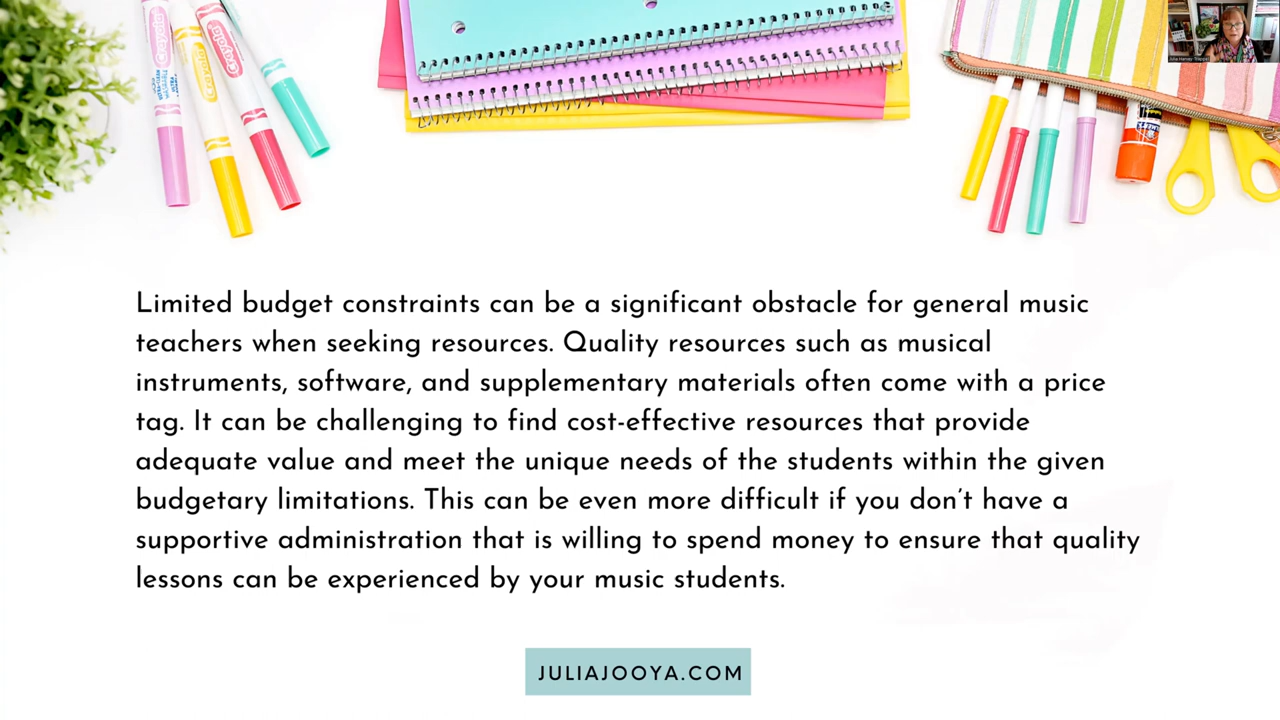 Crayola
Crayola
Crayola
Limited budget constraints can be a significant obstacle for general music
teachers when seeking resources. Quality resources such as musical
instruments, software, and supplementary materials often come with a price
tag. It can be challenging to find cost-effective resources that provide
adequate value and meet the unique needs of the students within the given
budgetary limitations. This can be even more difficult if you don't have a
supportive administration that is willing to spend money to ensure that quality
lessons can be experienced by your music students.
JULIAJOOYA.COM